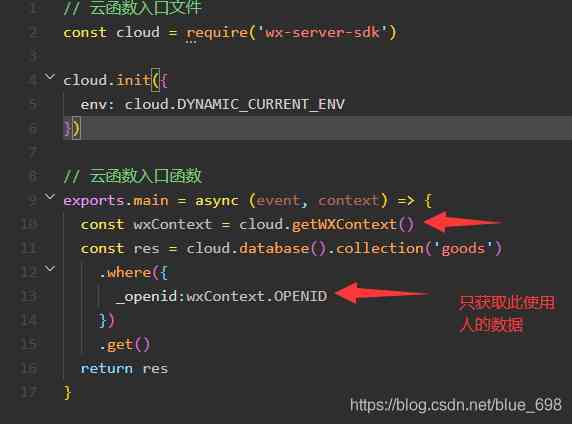 1 // 云函数入口文件
2 const cloud = require('wx-server-sdk')
3
4 cloud.init({
5   env: cloud.DYNAMIC_CURRENT_ENV
6 })
7
8 // 云函数入口函数
9 exports.main = async (event, context) => {
10   const wxContext = cloud.getWXContext()
11   const res = cloud.database().collection('goods')
12     .where({
13       _openid:wxContext.OPENID
14     })
15     .get()
16   return res
17 }
只获取此使用
人的数据
https://blog.csdn.net/blue_698